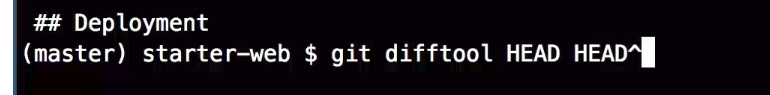 ## Deployment
(master) starter-web $ git difftool HEAD HEAD^